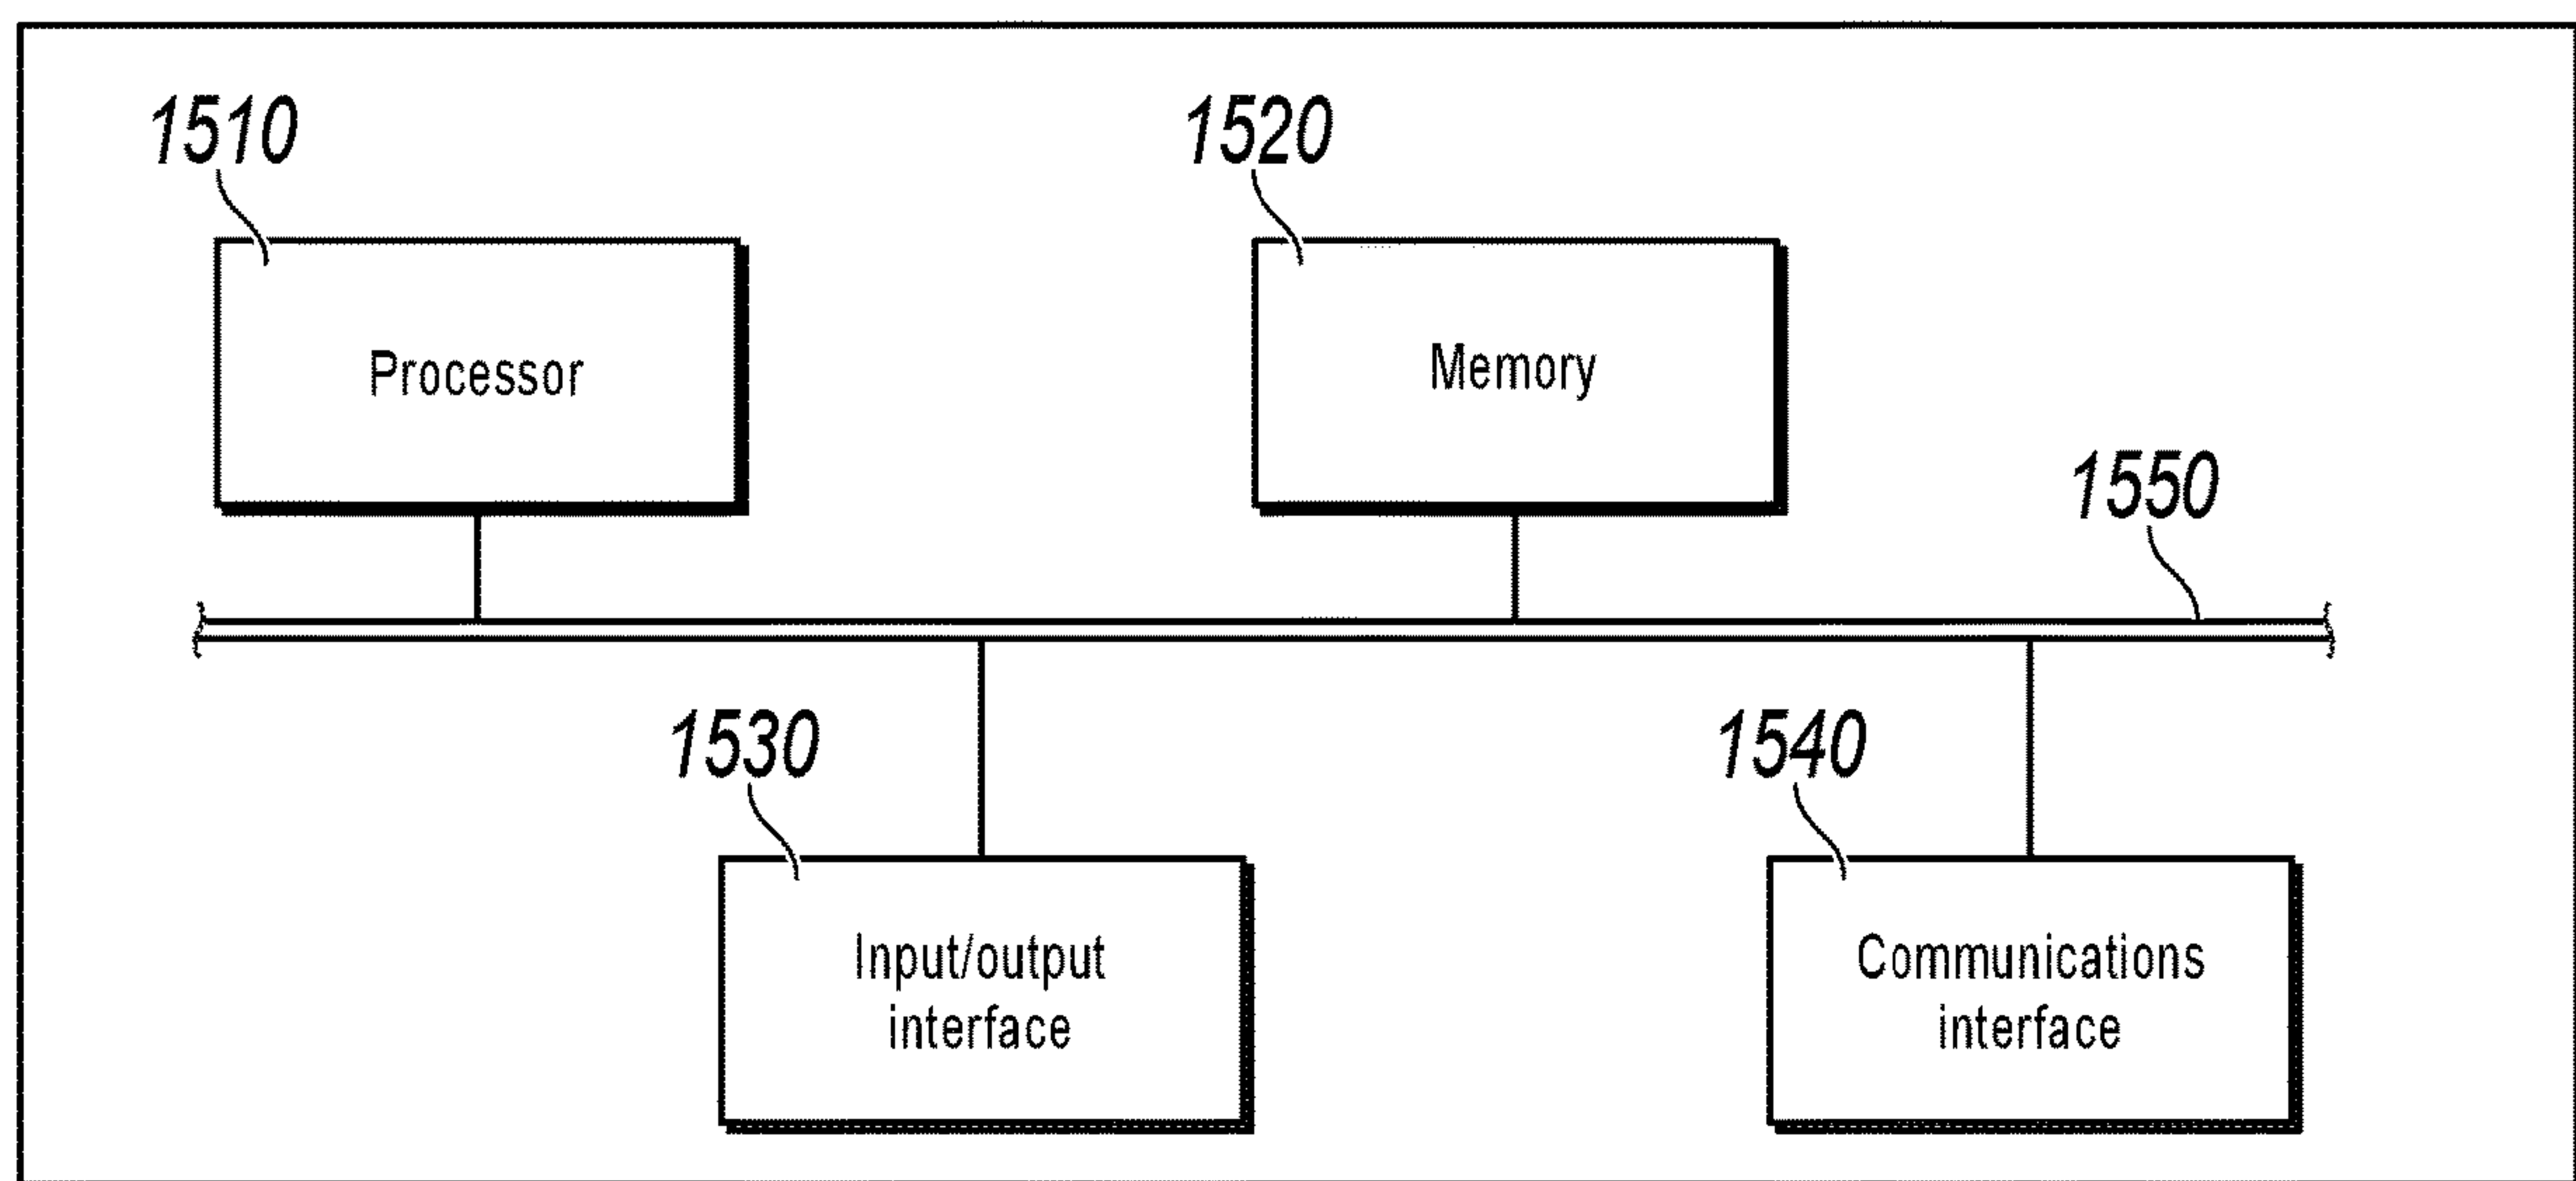 1510
1520
Processor
Memory
1550
1530
1540
Input/output
interface
Communications
interface